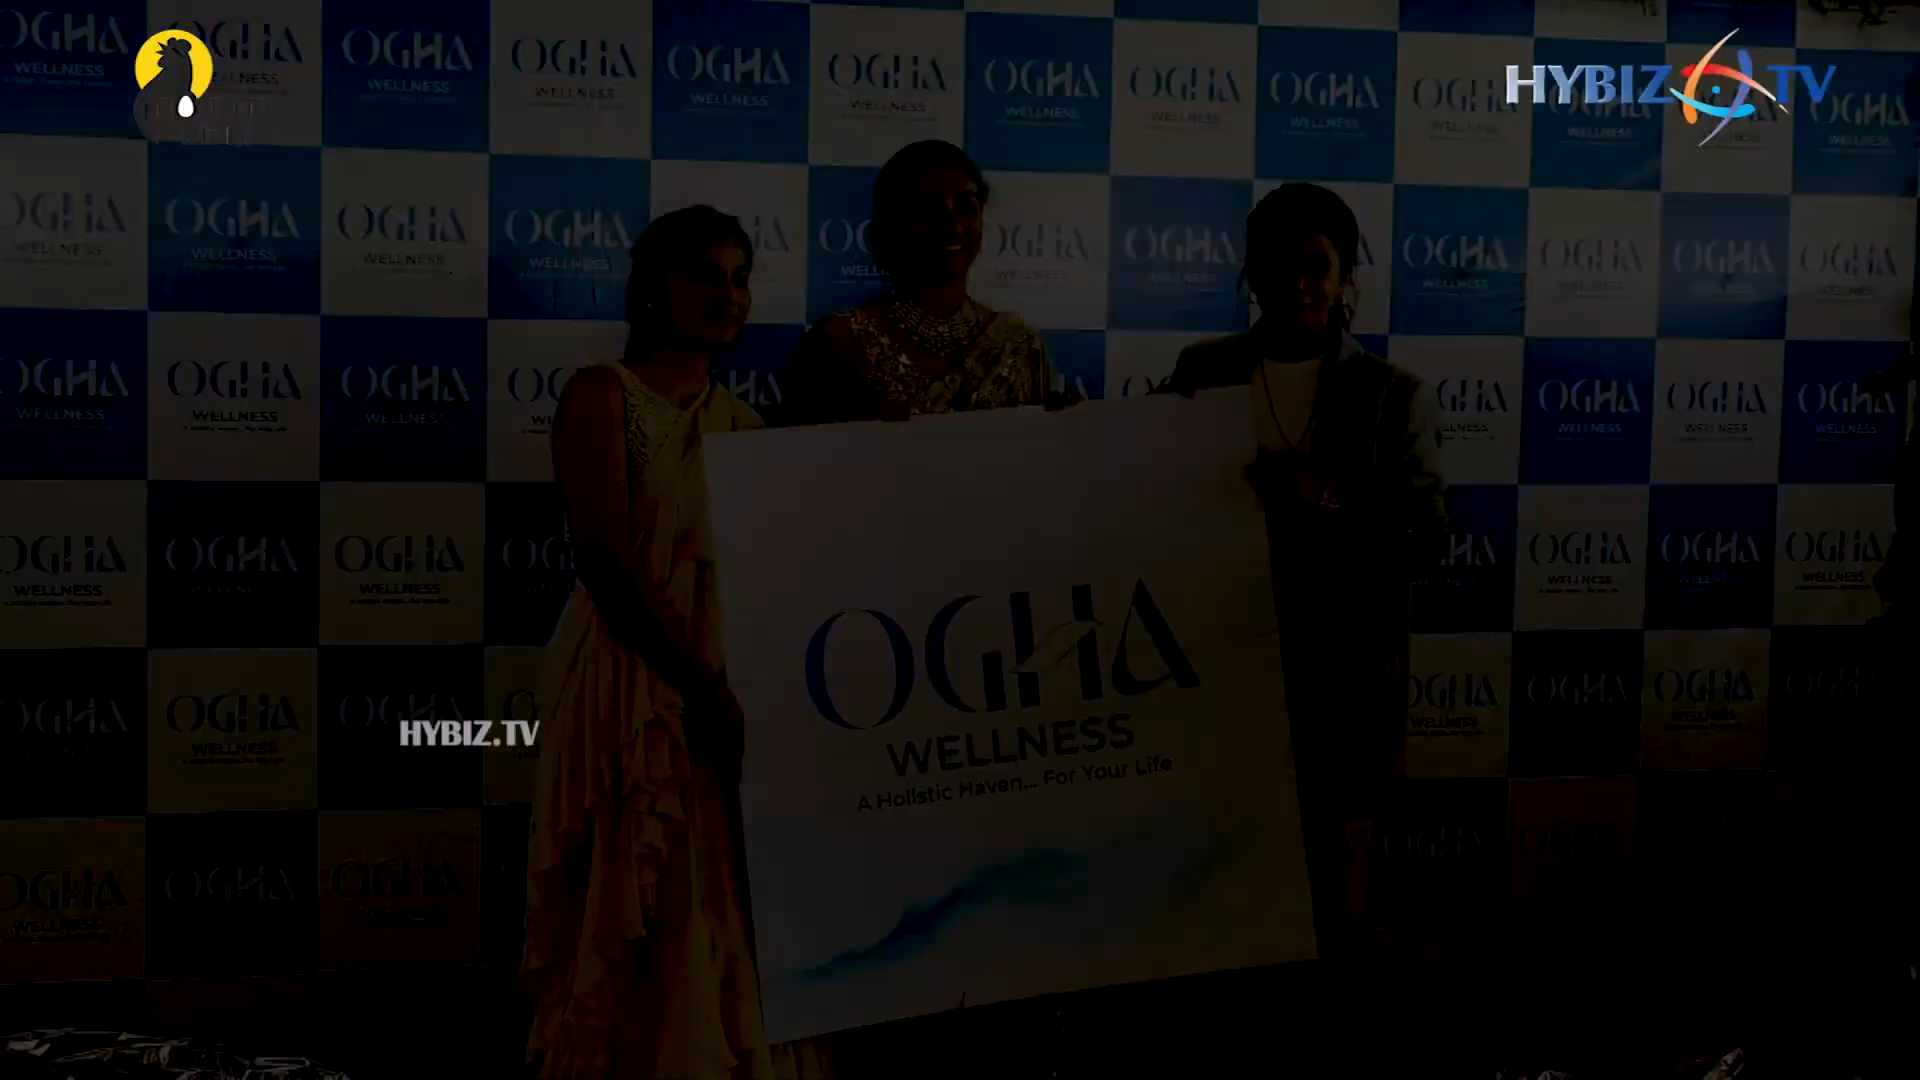 HYBIZ TV
HYBIZ.TV
OGHA
WELLNESS
A Holistic Haven... For Your Life
OGHA
WELLNESS